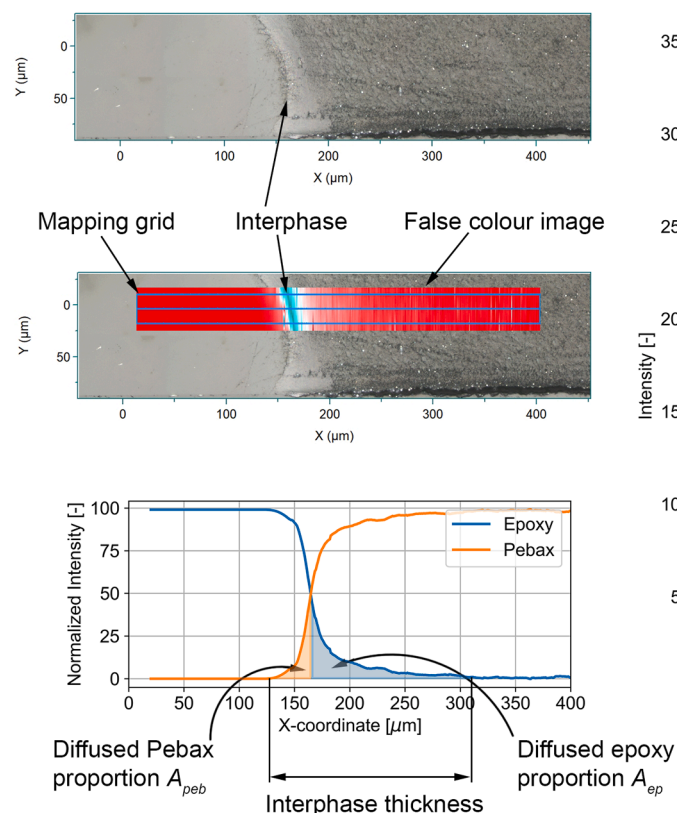 0
50
Y (µm)
0
100
200
300
400
X (µm)
Mapping grid
Interphase
False colour image
0
50
Y (µm)
0
100
200
300
400
X (µm)
100
75
50
25
0
Normalized Intensity [-]
Epoxy
Pebax
0
50
100
150
200
250
300
350
400
X-coordinate [µm]
Diffused Pebax
proportion A_peb
Diffused epoxy
proportion A_ep
Interphase thickness
35
30
25
20
15
10
5
Intensity [-]